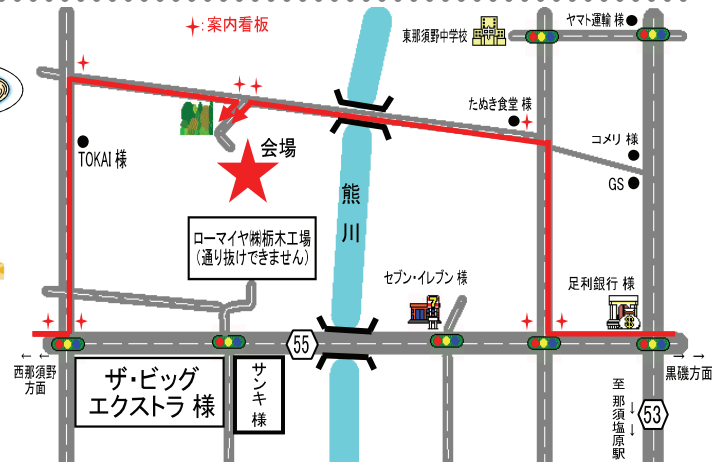 ：案内看板
ヤマト運輸 様
東那須野中学校
たぬき食堂 様
コメリ 様
GS
TOKAI 様
会場
熊川
ローマイヤ㈱栃木工場
（通り抜けできません）
セブン・イレブン 様
足利銀行 様
55
← ←
西那須野
方面
ザ・ビッグ
エクストラ 様
サンキ 様
→ →
黒磯方面
至 那須塩原駅
↓ ↓
53
7